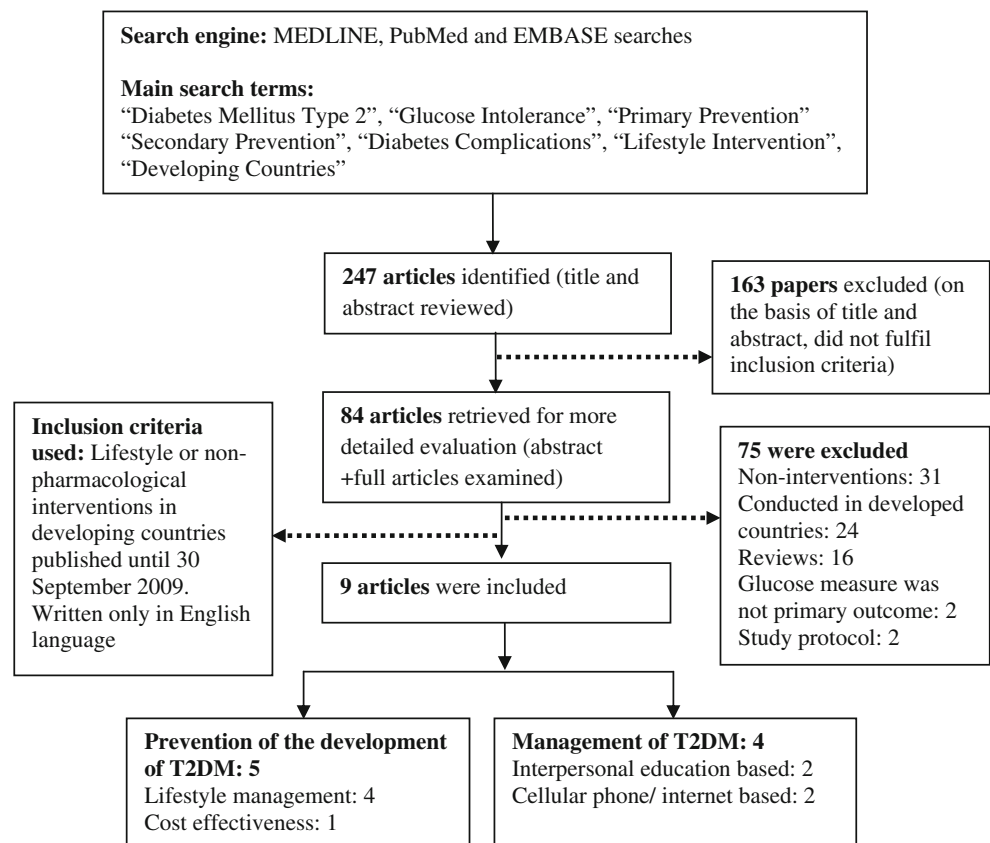 Search engine: MEDLINE, PubMed and EMBASE searches
Main search terms:
“Diabetes Mellitus Type 2”, “Glucose Intolerance”, “Primary Prevention”
“Secondary Prevention”, “Diabetes Complications”, “Lifestyle Intervention”,
“Developing Countries”
247 articles identified (title and
abstract reviewed)
163 papers excluded (on
the basis of title and
abstract, did not fulfil
inclusion criteria)
84 articles retrieved for more
detailed evaluation (abstract
+full articles examined)
Inclusion criteria
used: Lifestyle or non-
pharmacological
interventions in
developing countries
published until 30
September 2009.
Written only in English
language
75 were excluded
Non-interventions: 31
Conducted in developed
countries: 24
Reviews: 16
Glucose measure was
not primary outcome: 2
Study protocol: 2
9 articles were included
Prevention of the development
of T2DM: 5
Lifestyle management: 4
Cost effectiveness: 1
Management of T2DM: 4
Interpersonal education based: 2
Cellular phone/ internet based: 2